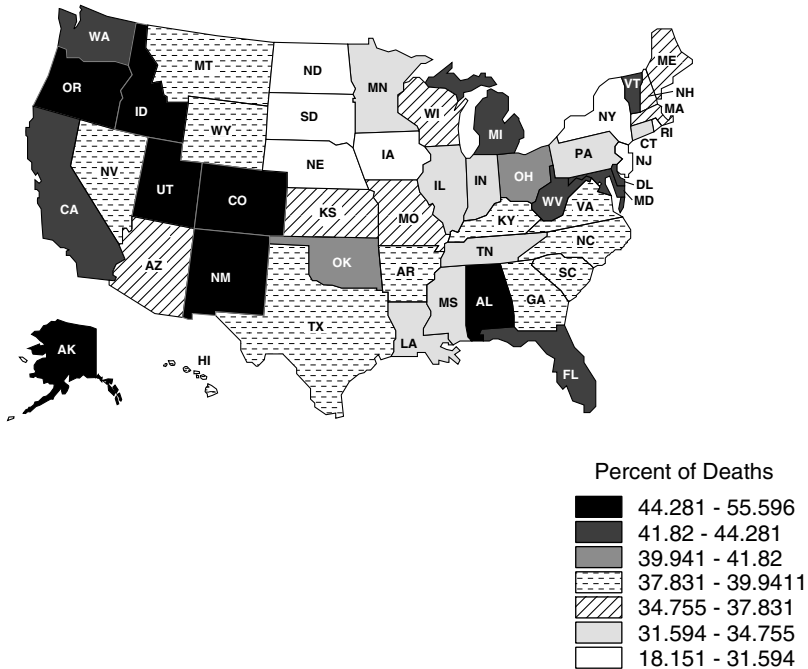 WA
MT
ND
MN
ME
OR
ID
WY
SD
WI
VT
NH
MA
NY
RI
MI
CT
NV
UT
CO
NE
IA
IL
IN
OH
PA
NJ
DL
MD
CA
KS
MO
WV
VA
KY
AZ
NM
OK
AR
TN
NC
SC
TX
LA
MS
AL
GA
FL
AK
HI
Percent of Deaths
44.281 - 55.596
41.82 - 44.281
39.941 - 41.82
37.831 - 39.9411
34.755 - 37.831
31.594 - 34.755
18.151 - 31.594